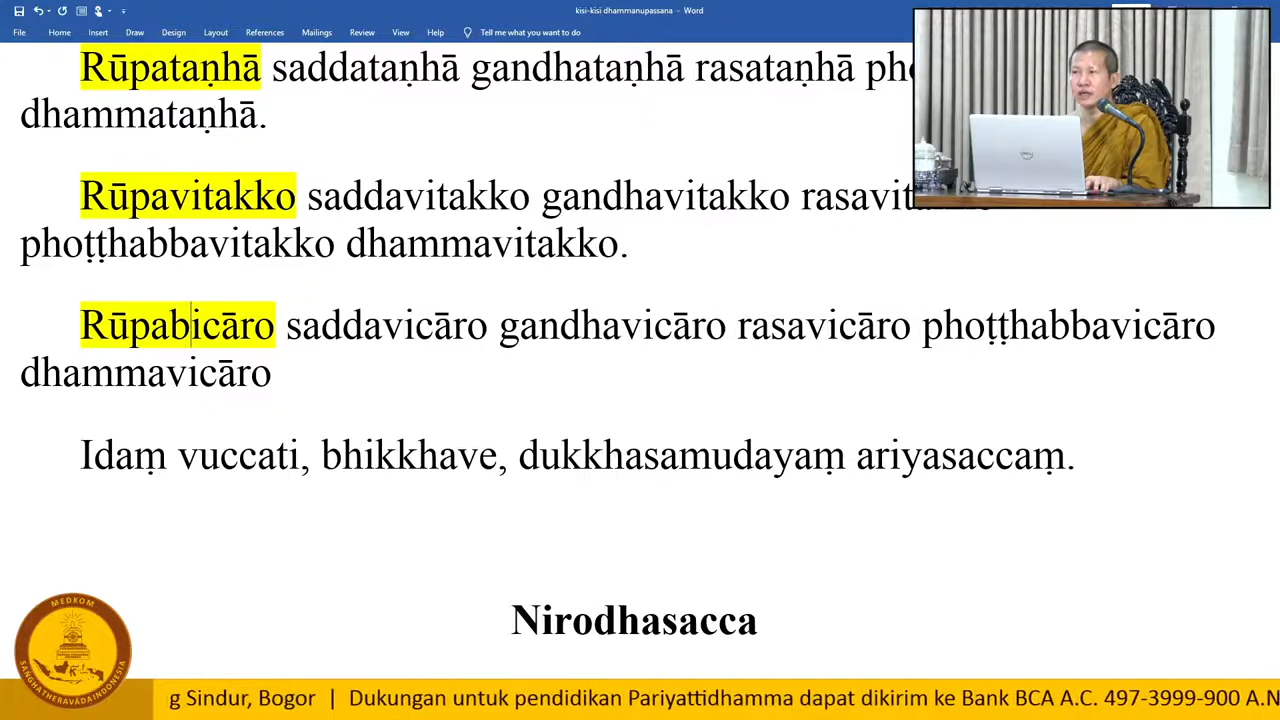 kisi-kisi dhammanupassana - Word
File Home Insert Draw Design Layout References Mailings Review View Help Tell me what you want to do
Rūpataṇhā saddataṇhā gandhataṇhā rasataṇhā
dhammataṇhā.
Rūpavitakko saddavitakko gandhavitakko
phoṭṭhabbavitakko dhammavitakko.
Rūpabicāro saddavicāro gandhavicāro rasavicāro phoṭṭhabbavicāro
dhammavicāro
Idaṃ vuccati, bhikkhave, dukkhasamudayaṃ ariyasaccaṃ.
Nirodhasacca
MEDKOM
SANGHA THERAVĀDA INDONESIA
g Sindur, Bogor | Dukungan untuk pendidikan Pariyattidhamma dapat dikirim ke Bank BCA A.C. 497-3999-900 A.N